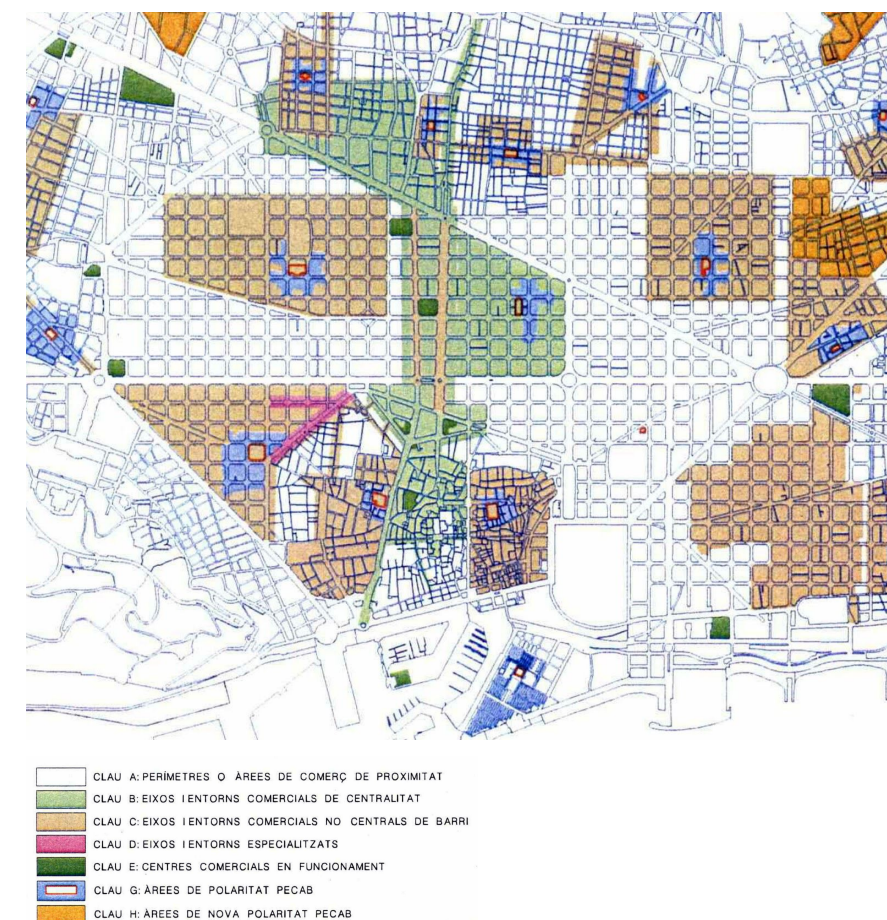 CLAU A: PERÍMETRES O ÀREES DE COMERÇ DE PROXIMITAT
CLAU B: EIXOS I ENTORNS COMERCIALS DE CENTRALITAT
CLAU C: EIXOS I ENTORNS COMERCIALS NO CENTRALS DE BARRI
CLAU D: EIXOS I ENTORNS ESPECIALITZATS
CLAU E: CENTRES COMERCIALS EN FUNCIONAMENT
CLAU G: ÀREES DE POLARITAT PECAB
CLAU H: ÀREES DE NOVA POLARITAT PECAB